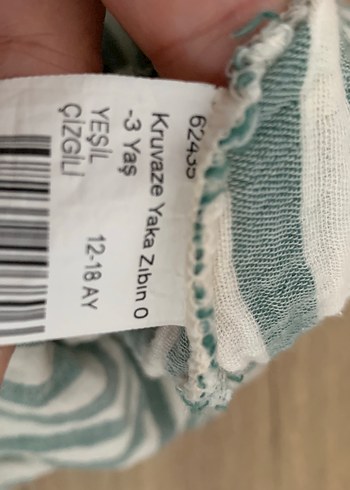 62435
Kruvaze Yaka Zıbın 0
-3 Yaş
YEŞİL 12-18 AY
ÇİZGİLİ